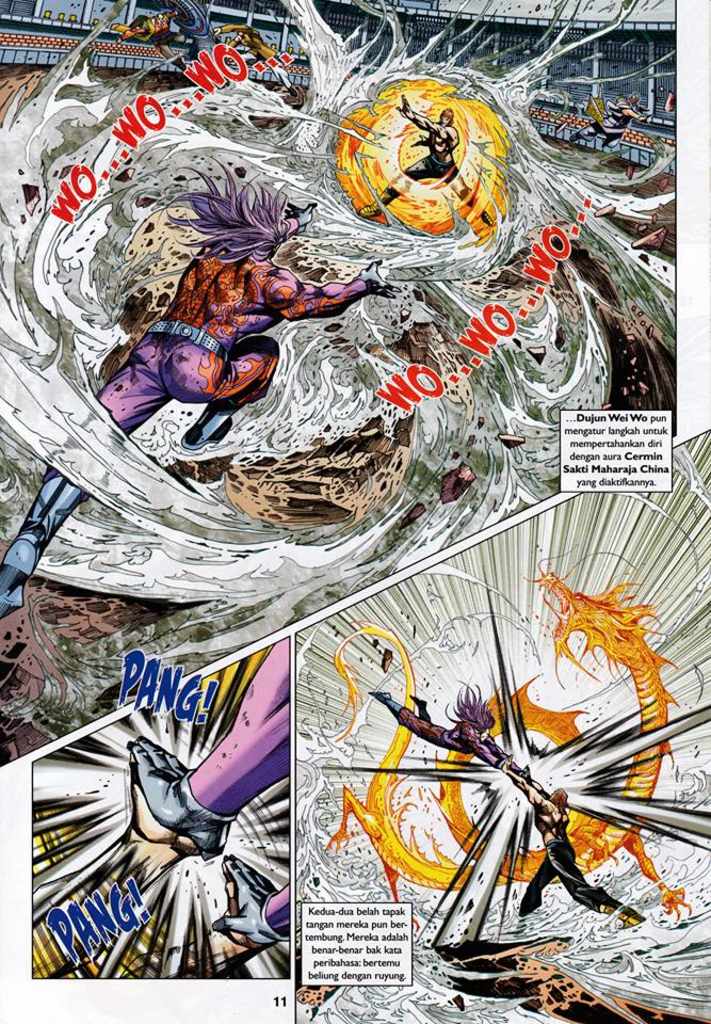 WO...WO...WO...
WO...WO...WO...
...Dujun Wei Wo pun
mengatur langkah untuk
mempertahankan diri
dengan aura Cermin
Sakti Maharaja China
yang diaktifkannya.
PANG!
PANG!
Kedua-dua belah tapak
tangan mereka pun ber-
tembung. Mereka adalah
benar-benar bak kata
peribahasa: bertemu
beliung dengan ruyung.
11